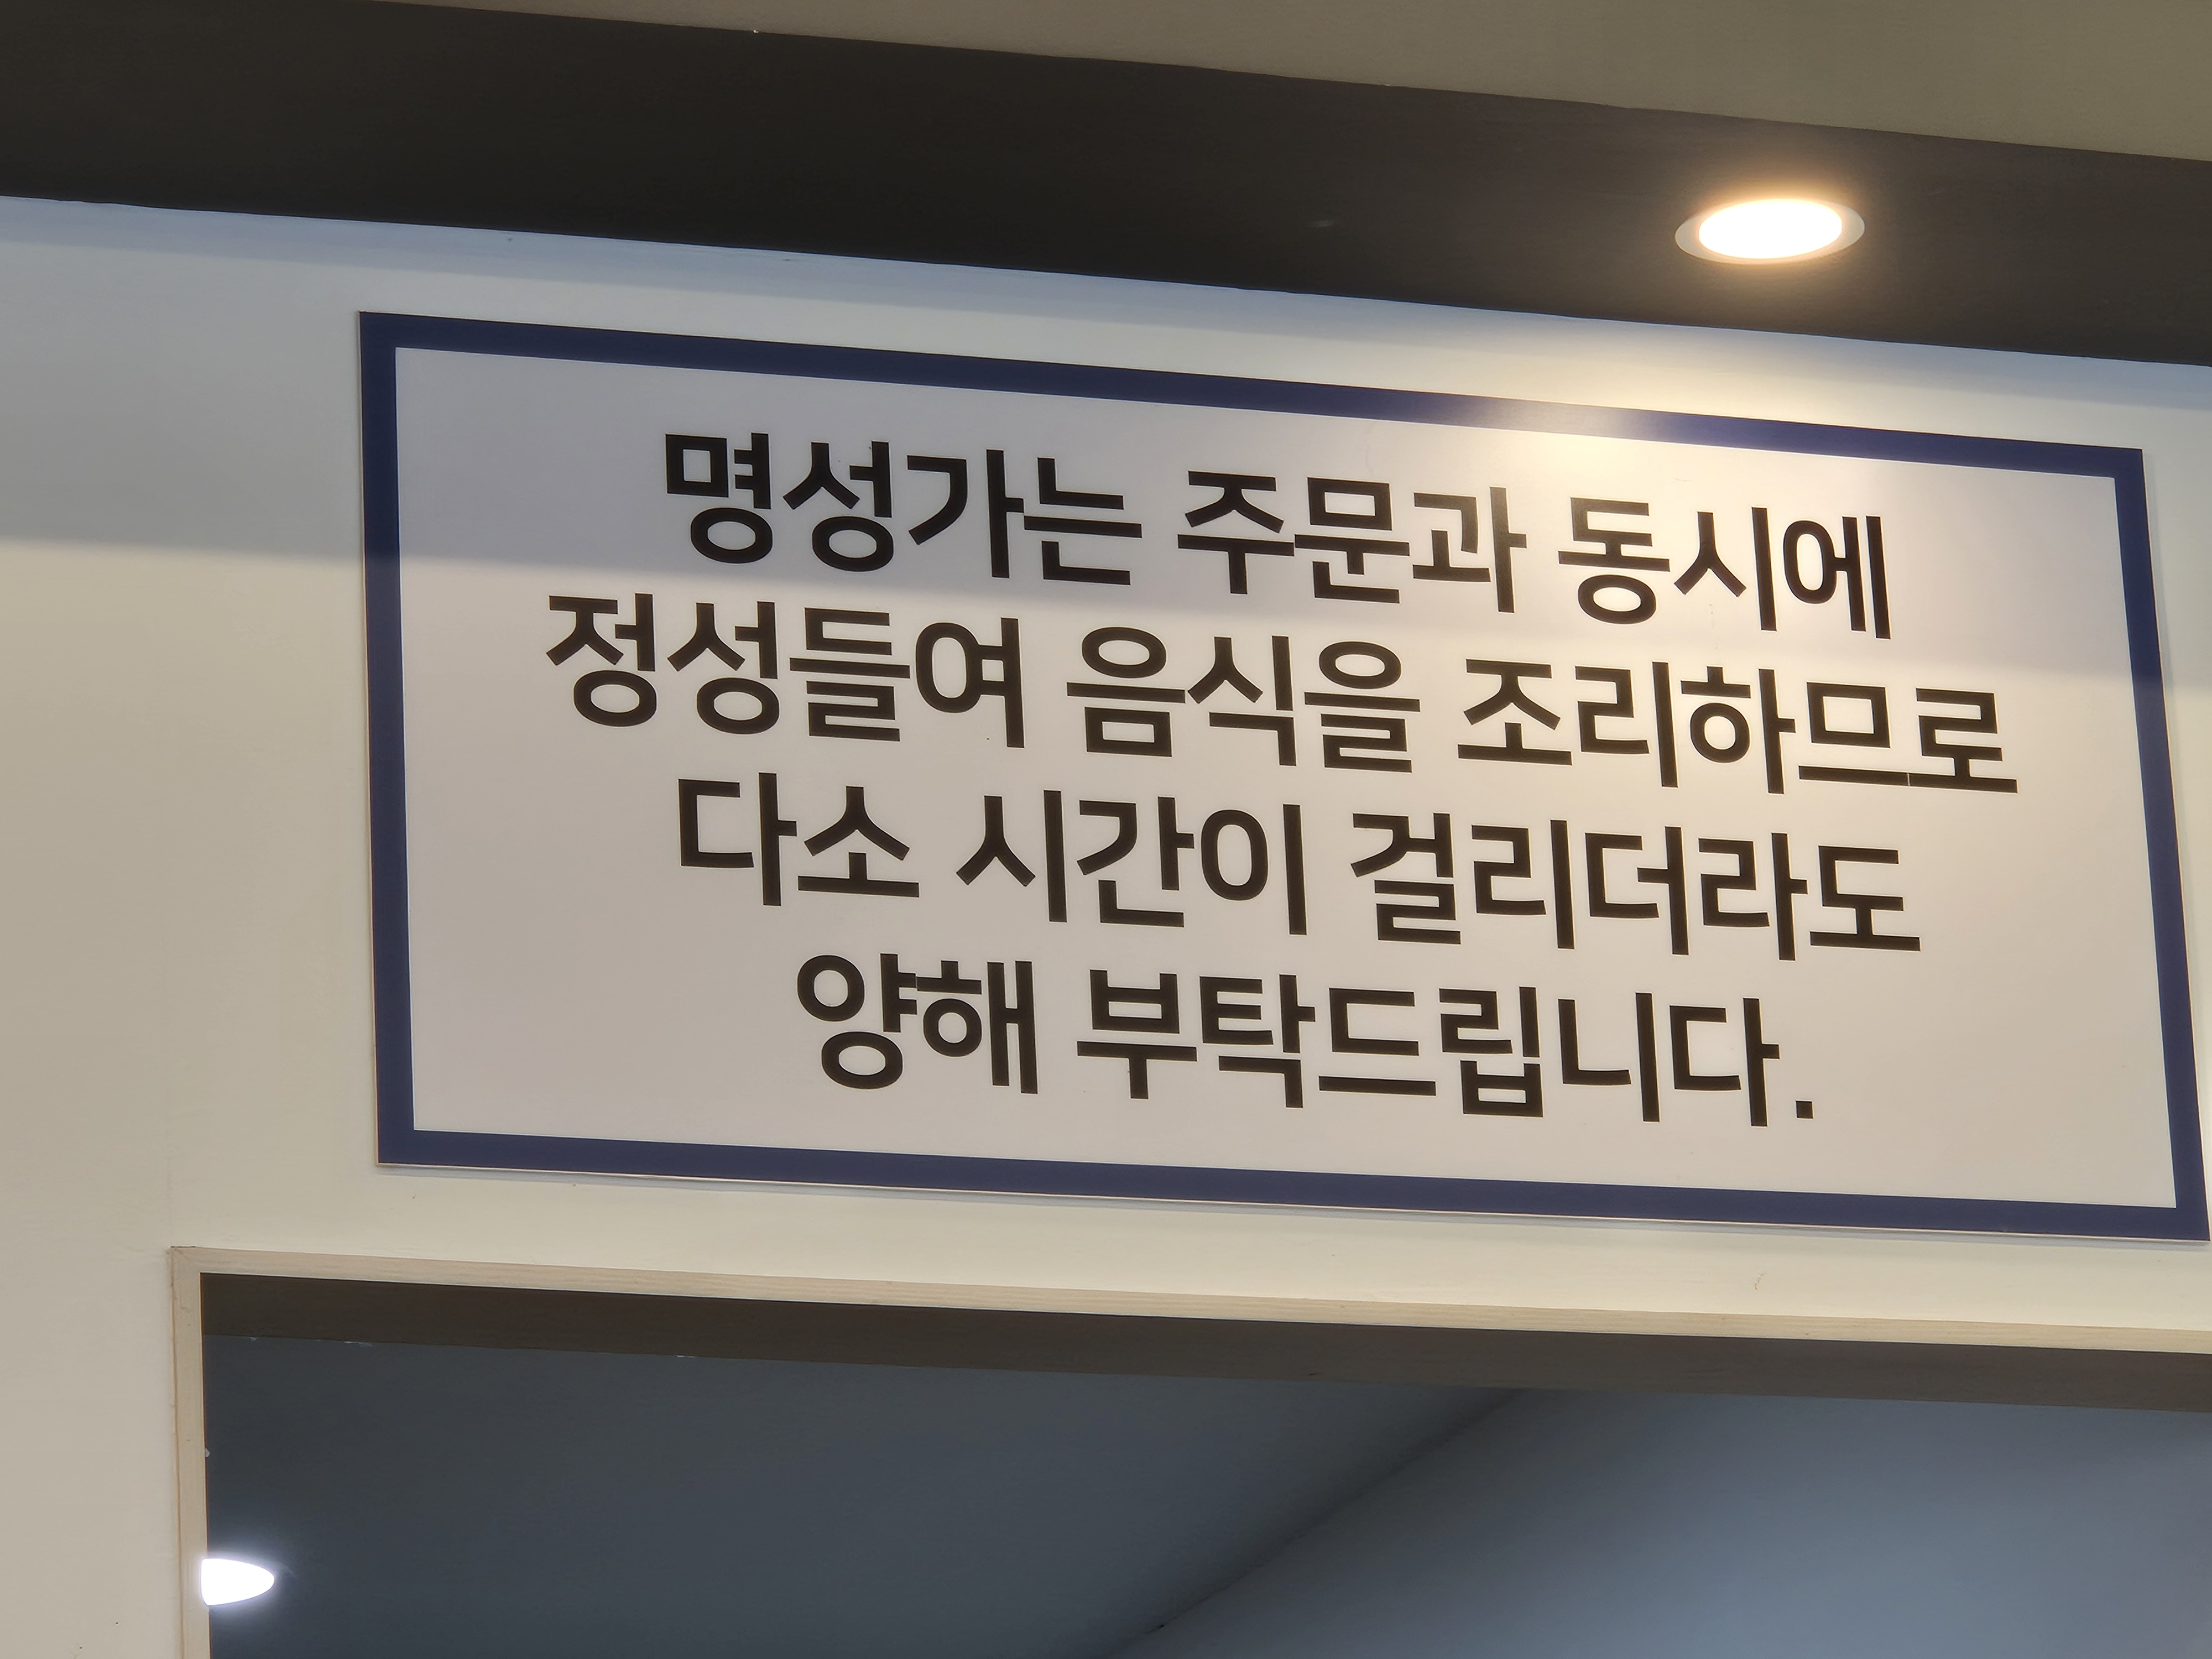 명성가는 주문과 동시에
정성들여 음식을 조리하므로
다소 시간이 걸리더라도
양해 부탁드립니다.